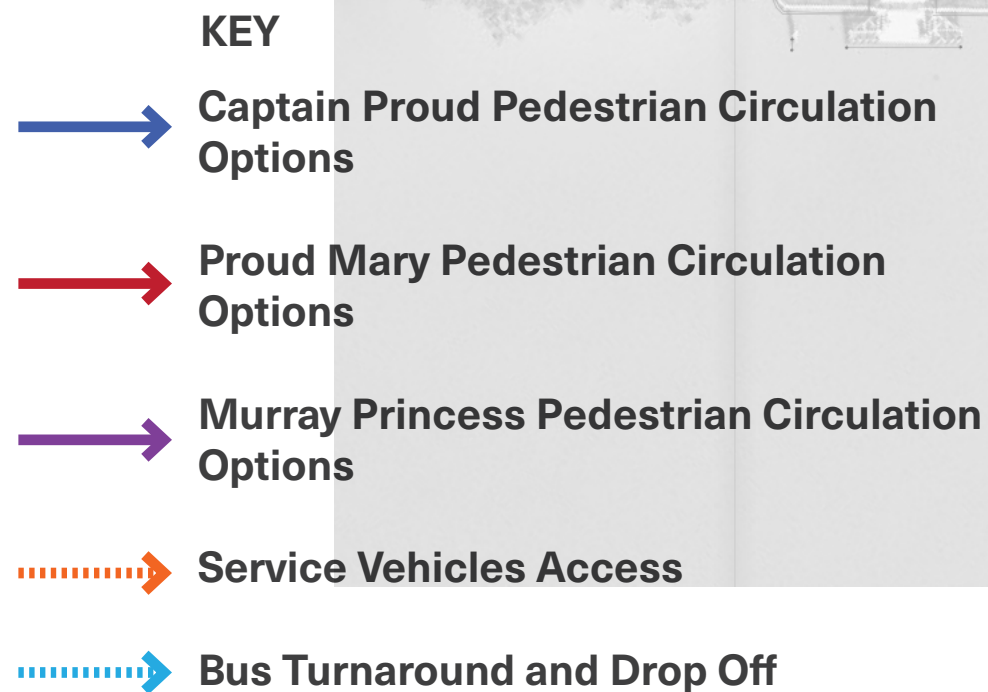 KEY
Captain Proud Pedestrian Circulation
Options
Proud Mary Pedestrian Circulation
Options
Murray Princess Pedestrian Circulation
Options
Service Vehicles Access
Bus Turnaround and Drop Off